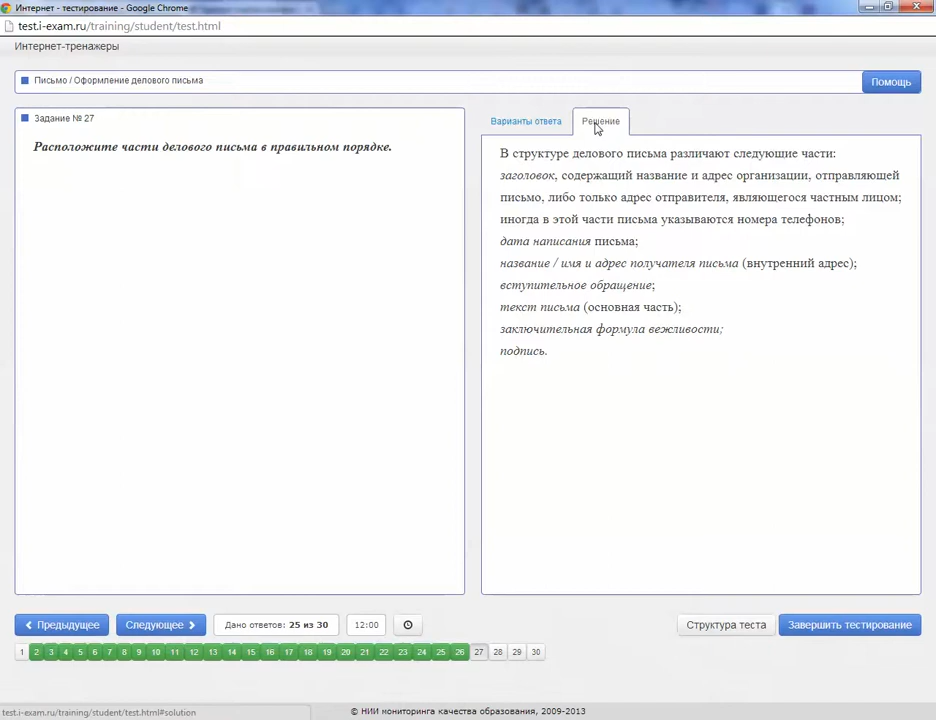 Интернет - тестирование - Google Chrome
test.i-exam.ru/training/student/test.html
Интернет-тренажеры
Письмо / Оформление делового письма
Помощь
Задание № 27
Расположите части делового письма в правильном порядке.
Варианты ответа
Решение
В структуре делового письма различают следующие части:
заголовок, содержащий название и адрес организации, отправляющей
письмо, либо только адрес отправителя, являющегося частным лицом;
иногда в этой части письма указываются номера телефонов;
дата написания письма;
название / имя и адрес получателя письма (внутренний адрес);
вступительное обращение;
текст письма (основная часть);
заключительная формула вежливости;
подпись.
Предыдущее
Следующее
Дано ответов: 25 из 30
12:00
Структура теста
Завершить тестирование
1 2 3 4 5 6 7 8 9 10 11 12 13 14 15 16 17 18 19 20 21 22 23 24 25 26 27 28 29 30
test.i-exam.ru/training/student/test.html#solution
© НИИ мониторинга качества образования, 2009-2013